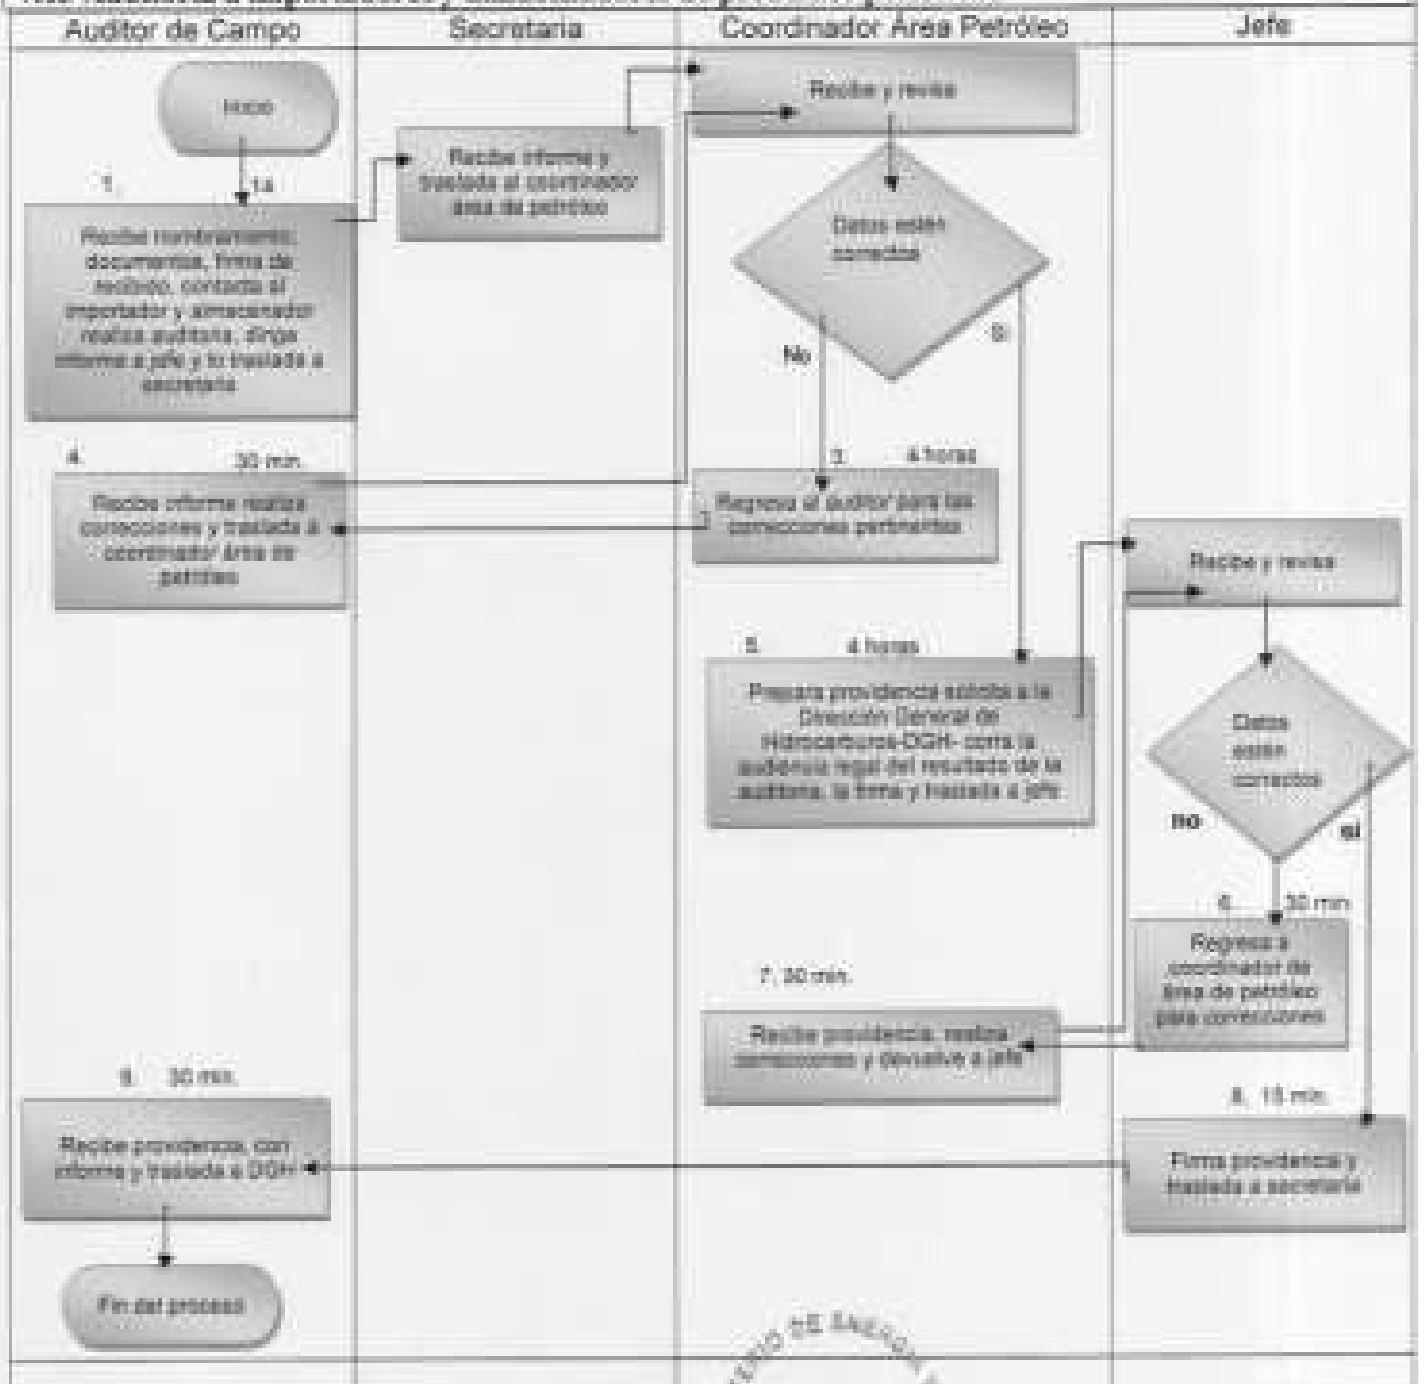 Auditor de Campo
Secretaria
Coordinador Área Petróleo
Jefe
Inicio
Recibe y revisa
Recibe informe y
traslada al coordinador
área de petróleo
1.
14
Datos estén
correctos
Recibe nombramiento,
documentos, firma de
recibido, contacta al
importador y almacenador
realiza auditoria, dirige
informe a jefe y lo traslada a
secretaria
No
Si
4.
30 min.
3.
4 horas
Recibe informe realiza
correcciones y traslada a
coordinador área de
petróleo
Regresa al auditor para las
correcciones pertinentes
Recibe y revisa
5.
4 horas
Prepara providencia solicita a la
Dirección General de
Hidrocarburos-DGH- corra la
audiencia legal del resultado de la
auditoria, la firma y traslada a jefe
Datos
estén
correctos
no
si
6.
30 min
Regresa a
coordinador de
área de petróleo
para correcciones
7. 30 min.
Recibe providencia, realiza
correcciones y devuelve a jefe
9. 30 min.
8. 15 min.
Recibe providencia, con
informe y traslada a DGH
Firma providencia y
traslada a secretaria
Fin del proceso
DE ENERGÍA